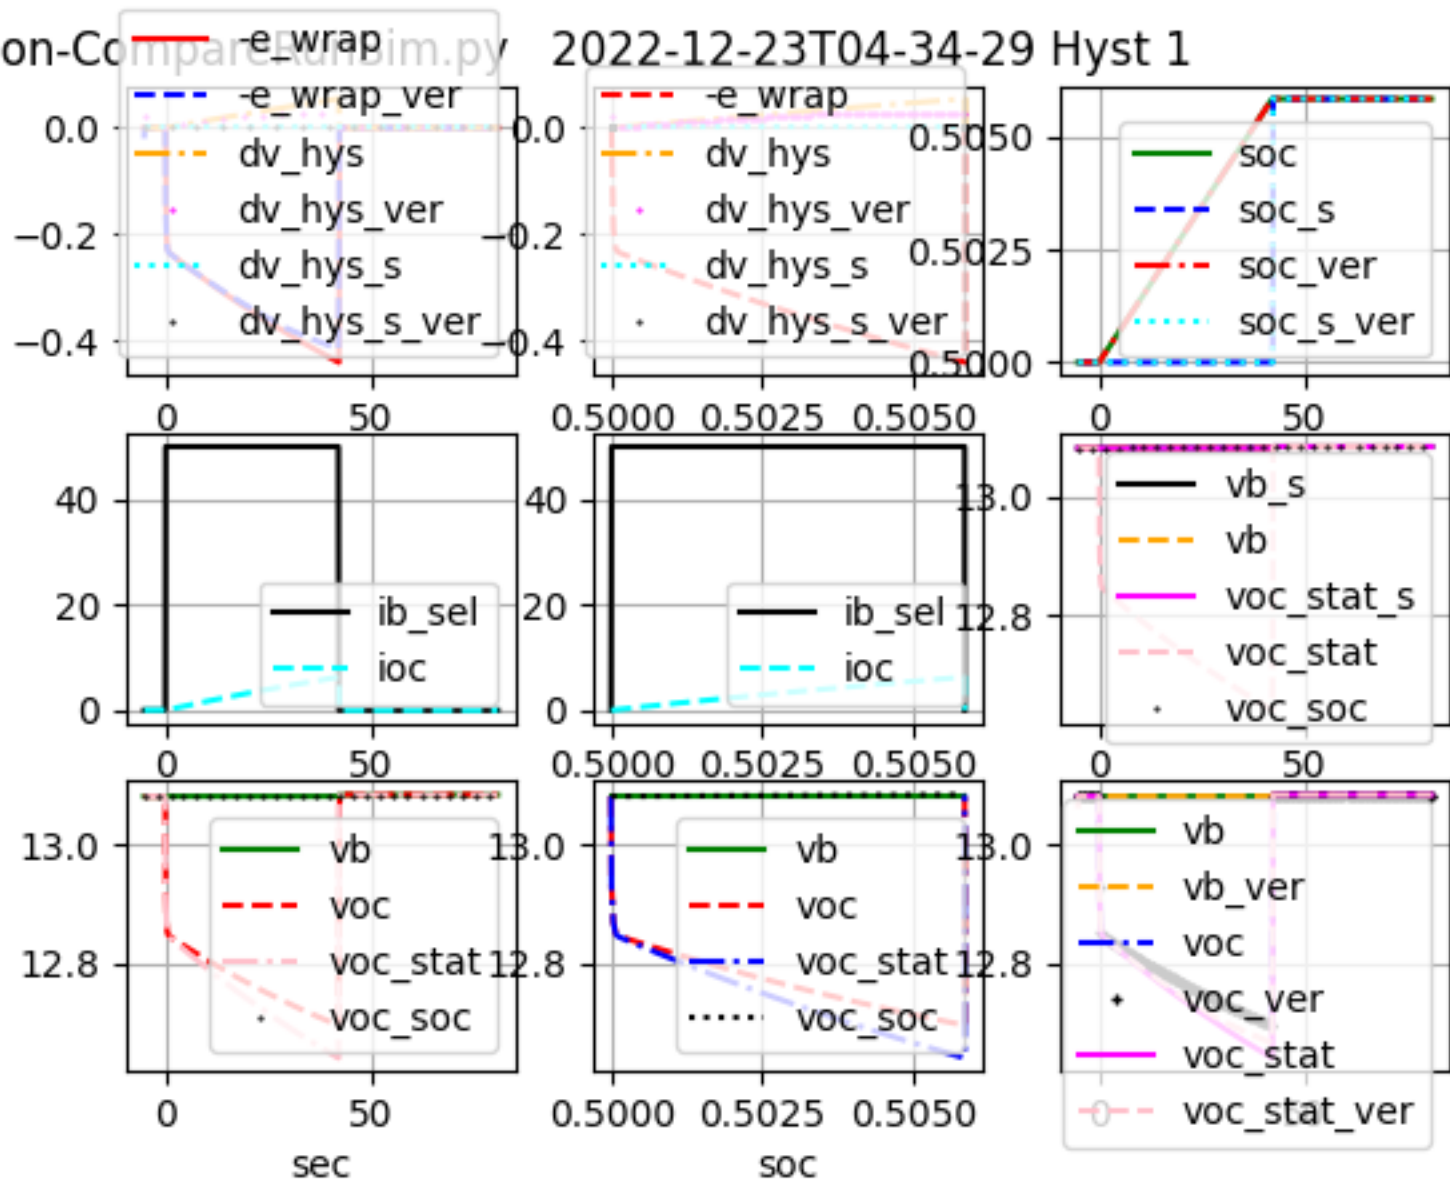 on-CompareRunSim.py 2022-12-23T04-34-29 Hyst 1
-e_wrap
-e_wrap_ver
dv_hys
dv_hys_ver
dv_hys_s
dv_hys_s_ver
0.0
−0.2
−0.4
0
50
-e_wrap
dv_hys
dv_hys_ver
dv_hys_s
dv_hys_s_ver
0.0
−0.2
−0.4
0.5000
0.5025
0.5050
soc
soc_s
soc_ver
soc_s_ver
0.5050
0.5025
0.5000
0
50
ib_sel
ioc
40
20
0
0
50
ib_sel
ioc
40
20
0
0.5000
0.5025
0.5050
vb_s
vb
voc_stat_s
voc_stat
voc_soc
13.0
12.8
0
50
vb
voc
voc_stat
voc_soc
13.0
12.8
0
50
sec
vb
voc
voc_stat
voc_soc
13.0
12.8
0.5000
0.5025
0.5050
soc
vb
vb_ver
voc
voc_ver
voc_stat
voc_stat_ver
13.0
12.8
0